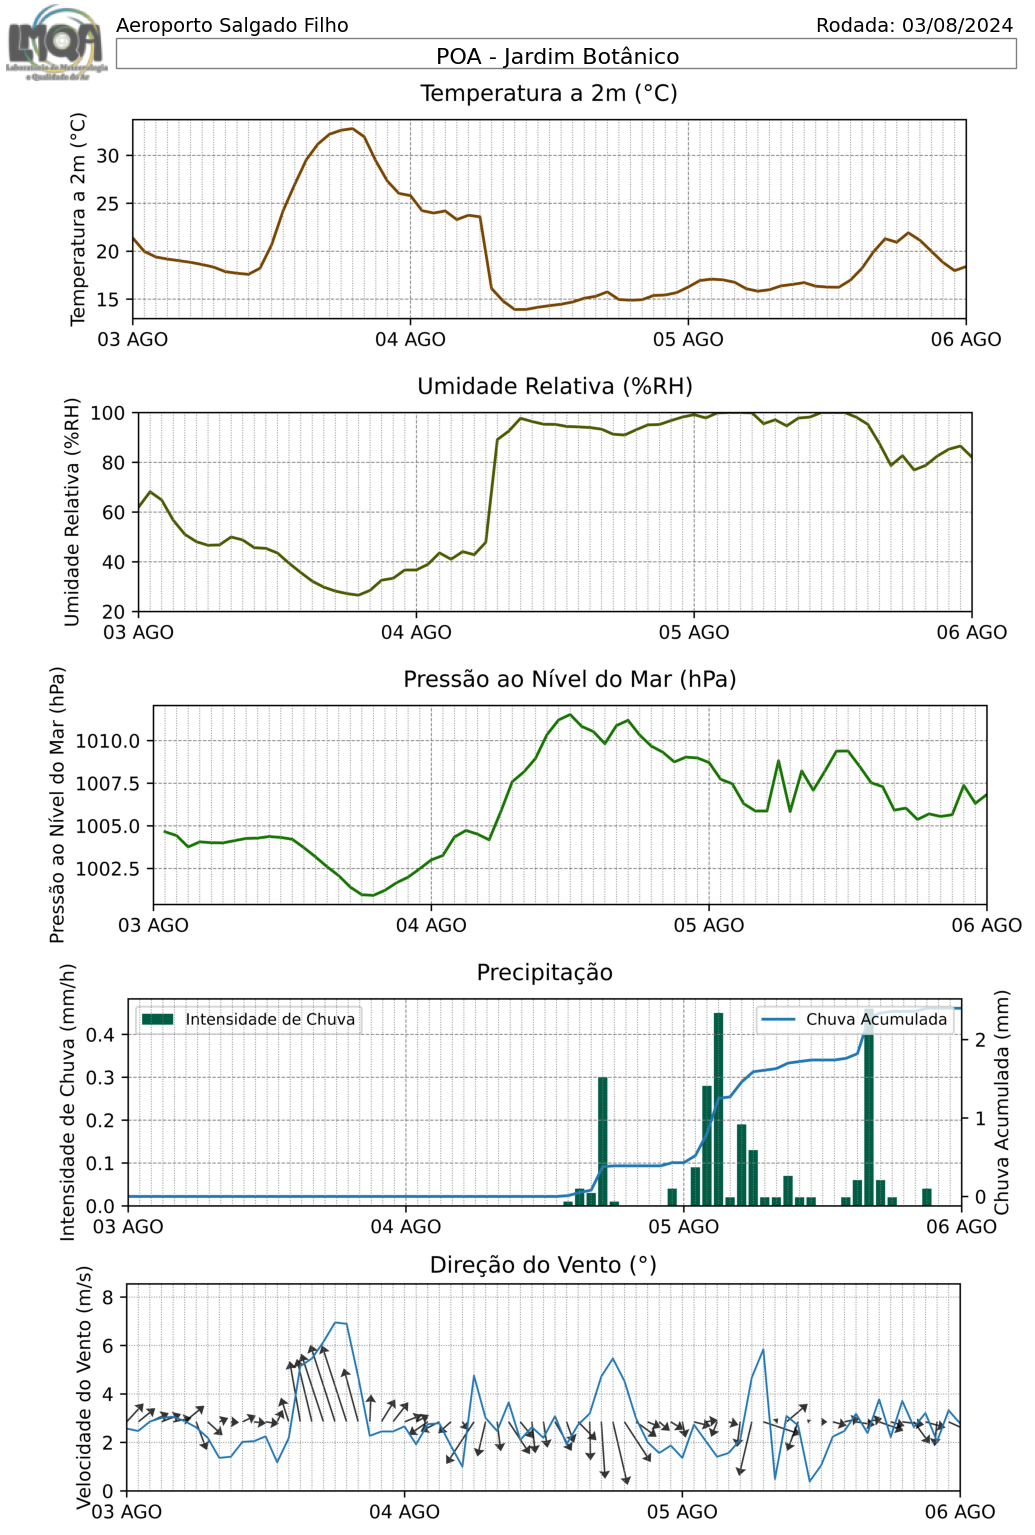 LMQA
Laboratório de Meteorologia
e Qualidade do Ar
Aeroporto Salgado Filho
Rodada: 03/08/2024
POA - Jardim Botânico
Temperatura a 2m (°C)
Temperatura a 2m (°C)
30
25
20
15
03 AGO 04 AGO 05 AGO 06 AGO
Umidade Relativa (%RH)
Umidade Relativa (%RH)
100
80
60
40
20
03 AGO 04 AGO 05 AGO 06 AGO
Pressão ao Nível do Mar (hPa)
Pressão ao Nível do Mar (hPa)
1010.0
1007.5
1005.0
1002.5
03 AGO 04 AGO 05 AGO 06 AGO
Precipitação
Intensidade de Chuva (mm/h)
Intensidade de Chuva
Chuva Acumulada
0.4
0.3
0.2
0.1
0.0
2
1
0
Chuva Acumulada (mm)
03 AGO 04 AGO 05 AGO 06 AGO
Direção do Vento (°)
Velocidade do Vento (m/s)
8
6
4
2
0
03 AGO 04 AGO 05 AGO 06 AGO